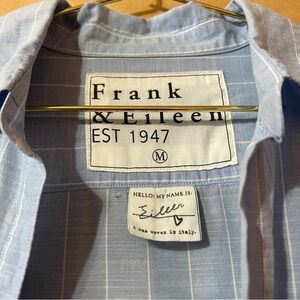 Frank
& Eileen
EST 1947
M
HELLO: MY NAME IS:
Eileen
i was woven in italy.